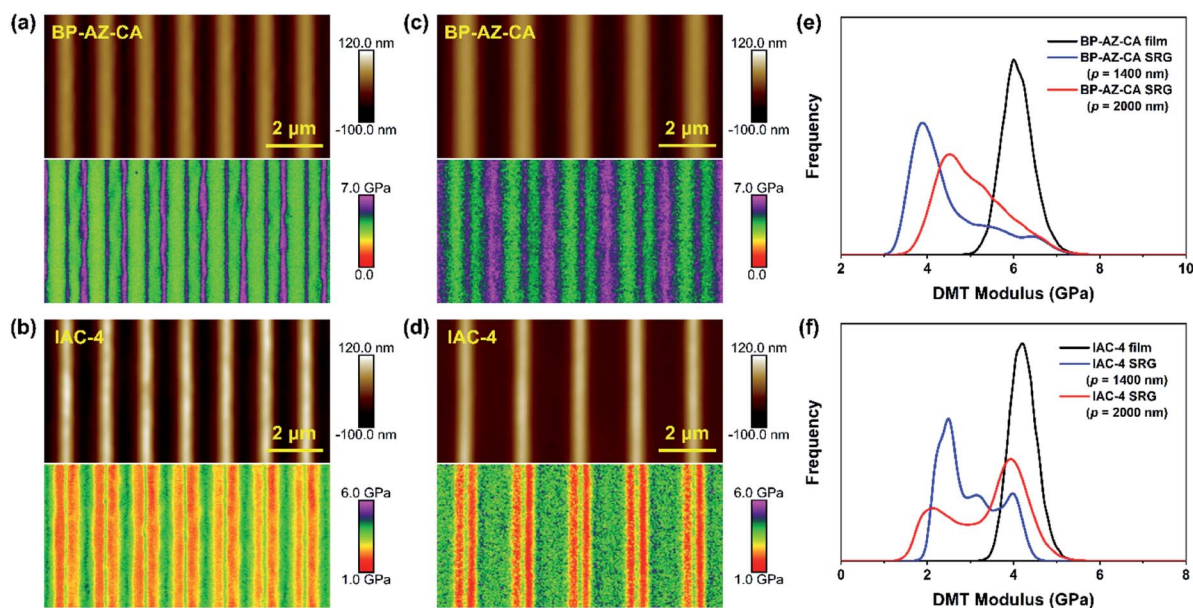 (a)
BP-AZ-CA
2 µm
120.0 nm
-100.0 nm
7.0 GPa
0.0
(b)
IAC-4
2 µm
120.0 nm
-100.0 nm
6.0 GPa
1.0 GPa
(c)
BP-AZ-CA
2 µm
120.0 nm
-100.0 nm
7.0 GPa
0.0
(d)
IAC-4
2 µm
120.0 nm
-100.0 nm
6.0 GPa
1.0 GPa
(e)
Frequency
BP-AZ-CA film
BP-AZ-CA SRG
(p = 1400 nm)
BP-AZ-CA SRG
(p = 2000 nm)
2 4 6 8 10
DMT Modulus (GPa)
(f)
Frequency
IAC-4 film
IAC-4 SRG
(p = 1400 nm)
IAC-4 SRG
(p = 2000 nm)
0 2 4 6 8
DMT Modulus (GPa)